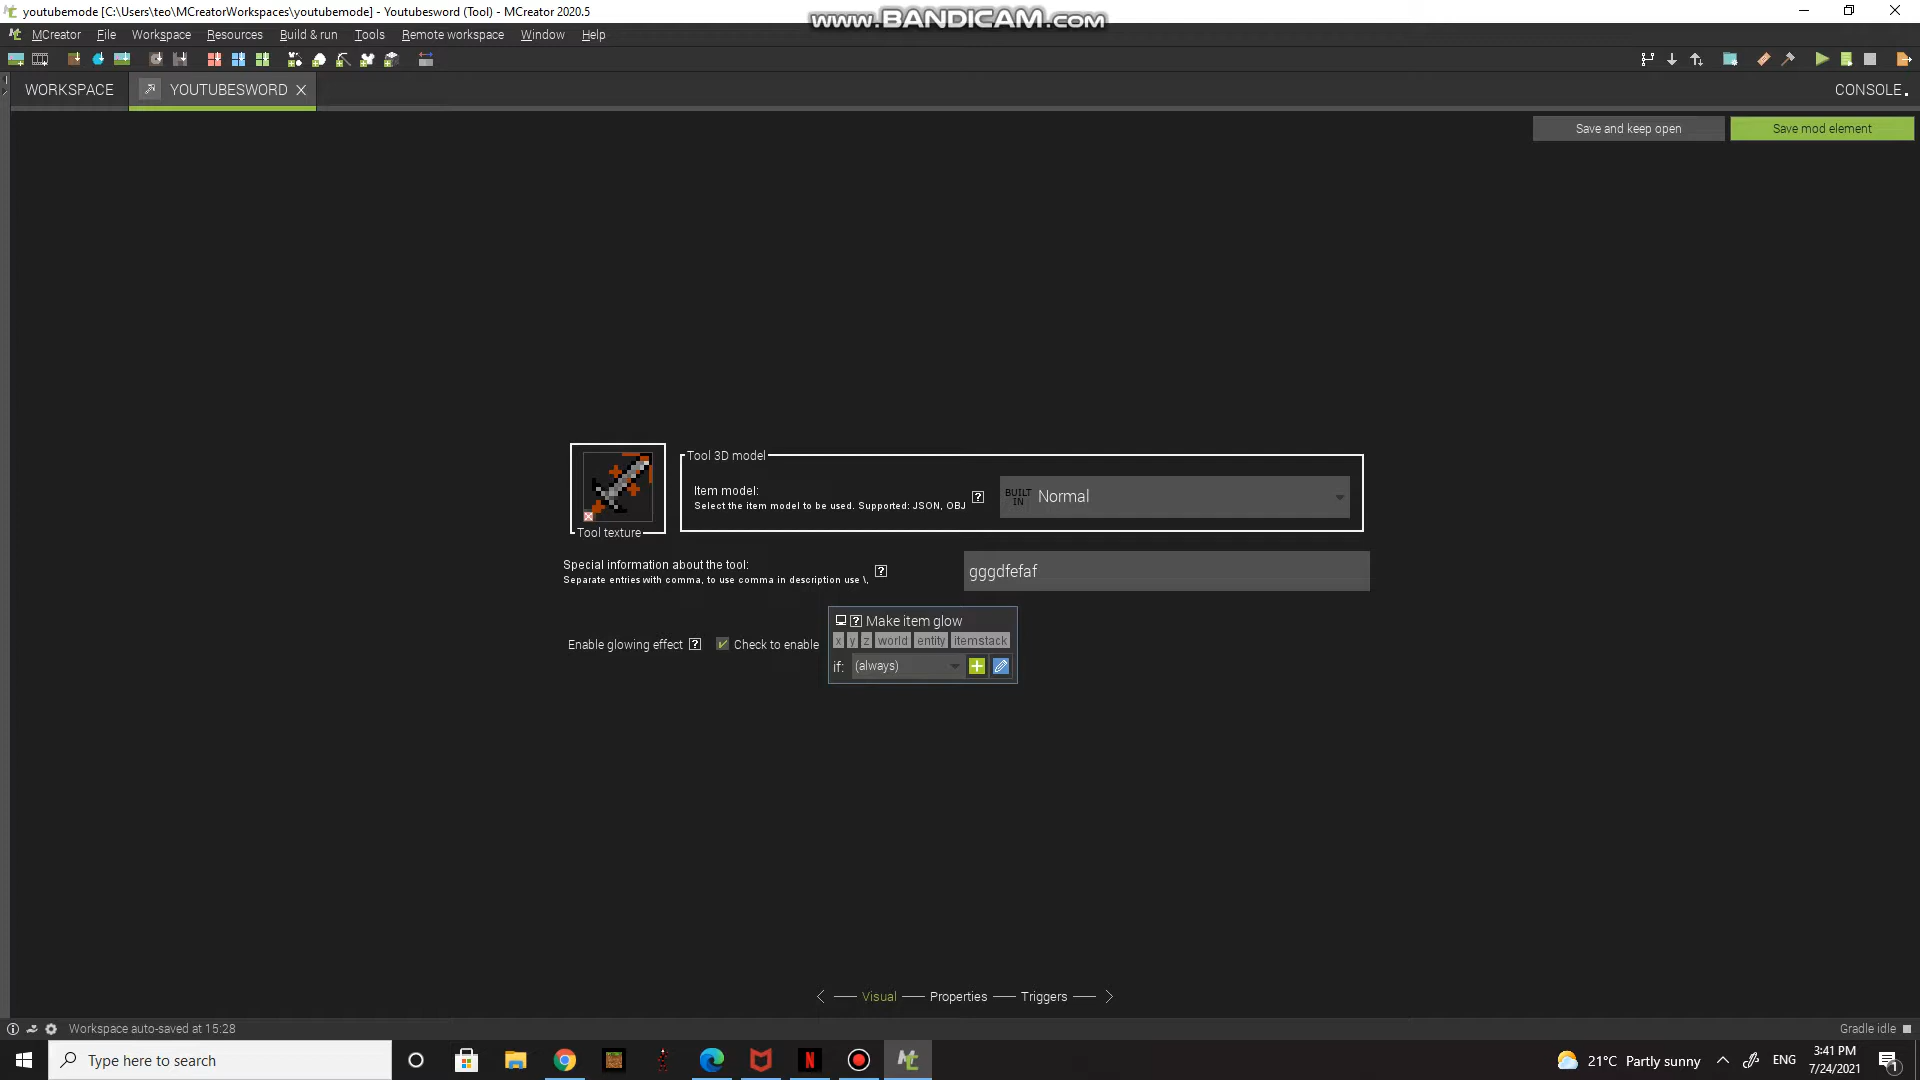 youtubemode [C:\Users\teo\MCreatorWorkspaces\youtubemode] - Youtubesword (Tool) - MCreator 2020.5
www.BANDICAM.com
MCreator File Workspace Resources Build & run Tools Remote workspace Window Help
WORKSPACE YOUTUBESWORD CONSOLE
Save and keep open Save mod element
Tool 3D model
Item model:
Select the item model to be used. Supported: JSON, OBJ
BUILT IN Normal
Tool texture
Special information about the tool:
Separate entries with comma, to use comma in description use \,
gggdfefaf
Make item glow
x y z world entity itemstack
Enable glowing effect Check to enable
if: (always)
Visual Properties Triggers
Workspace auto-saved at 15:28 Gradle idle
Type here to search
21°C Partly sunny ENG
3:41 PM
7/24/2021
1